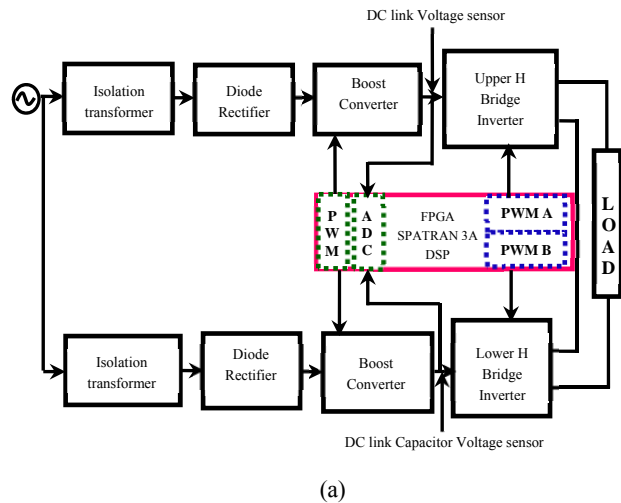 DC link Voltage sensor
Isolation
transformer
Diode
Rectifier
Boost
Converter
Upper H
Bridge
Inverter
P
W
M
A
D
C
FPGA
SPATRAN 3A
DSP
PWM A
PWM B
L
O
A
D
Isolation
transformer
Diode
Rectifier
Boost
Converter
Lower H
Bridge
Inverter
DC link Capacitor Voltage sensor
(a)